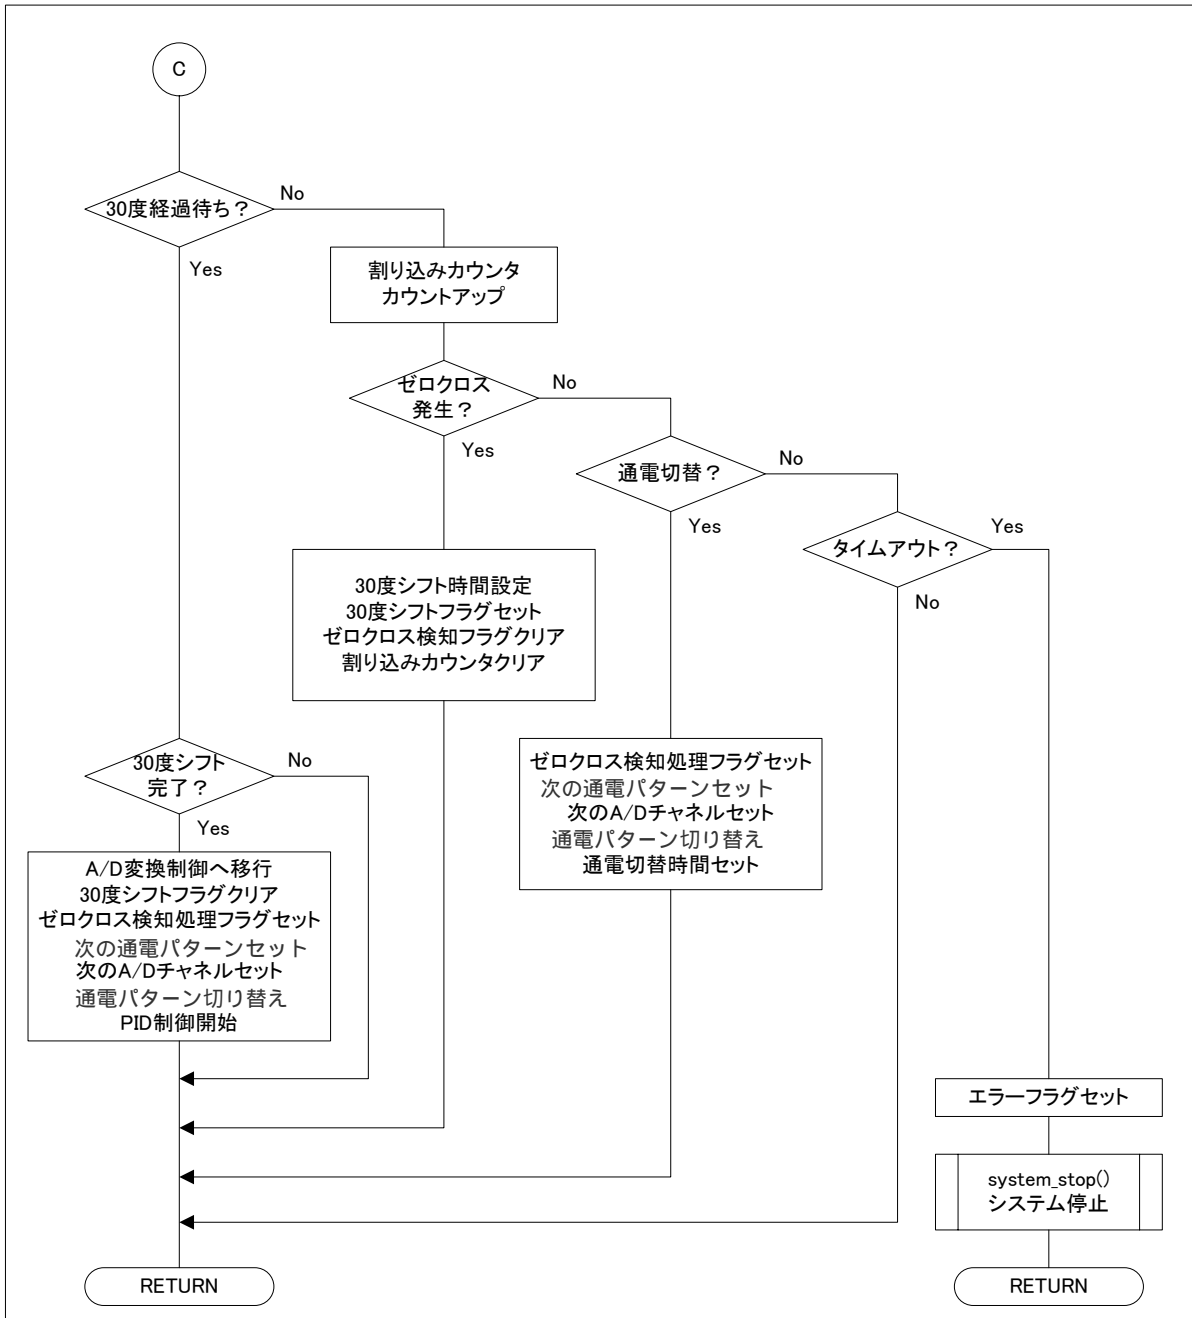 C
30度経過待ち？
No
Yes
割り込みカウンタ
カウントアップ
ゼロクロス
発生？
No
Yes
通電切替？
No
Yes
タイムアウト？
Yes
No
30度シフト時間設定
30度シフトフラグセット
ゼロクロス検知フラグクリア
割り込みカウンタクリア
30度シフト
完了？
No
Yes
ゼロクロス検知処理フラグセット
次の通電パターンセット
次のA/Dチャネルセット
通電パターン切り替え
通電切替時間セット
A/D変換制御へ移行
30度シフトフラグクリア
ゼロクロス検知処理フラグセット
次の通電パターンセット
次のA/Dチャネルセット
通電パターン切り替え
PID制御開始
エラーフラグセット
system_stop()
システム停止
RETURN
RETURN